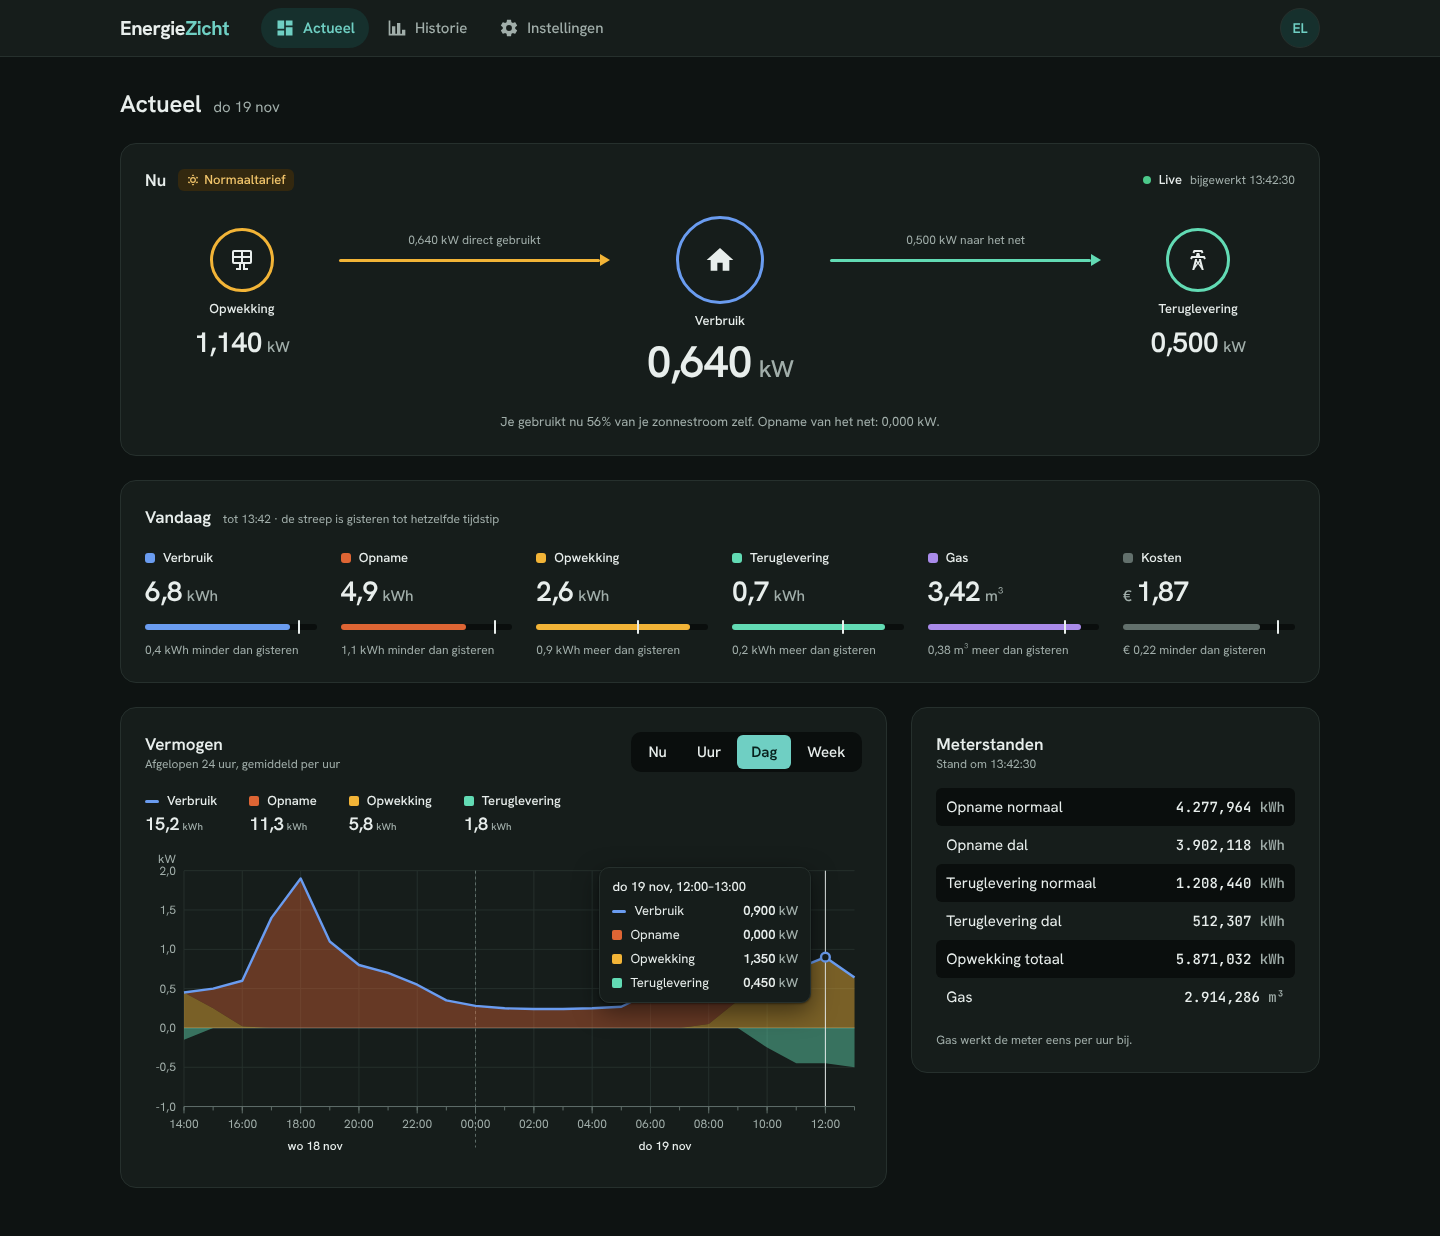 EnergieZicht Actueel Historie Instellingen EL
Actueel do 19 nov
Nu Normaaltarief Live bijgewerkt 13:42:30
0,640 kW direct gebruikt 0,500 kW naar het net
Opwekking Verbruik Teruglevering
1,140 kW 0,640 kW 0,500 kW
Je gebruikt nu 56% van je zonnestroom zelf. Opname van het net: 0,000 kW.
Vandaag tot 13:42 · de streep is gisteren tot hetzelfde tijdstip
Verbruik Opname Opwekking Teruglevering Gas Kosten
6,8 kWh 4,9 kWh 2,6 kWh 0,7 kWh 3,42 m³ € 1,87
0,4 kWh minder dan gisteren 1,1 kWh minder dan gisteren 0,9 kWh meer dan gisteren 0,2 kWh meer dan gisteren 0,38 m³ meer dan gisteren € 0,22 minder dan gisteren
Vermogen
Afgelopen 24 uur, gemiddeld per uur
Nu Uur Dag Week
Verbruik Opname Opwekking Teruglevering
15,2 kWh 11,3 kWh 5,8 kWh 1,8 kWh
kW
2,0
1,5
1,0
0,5
0,0
-0,5
-1,0
do 19 nov, 12:00–13:00
Verbruik 0,900 kW
Opname 0,000 kW
Opwekking 1,350 kW
Teruglevering 0,450 kW
14:00 16:00 18:00 20:00 22:00 00:00 02:00 04:00 06:00 08:00 10:00 12:00
wo 18 nov do 19 nov
Meterstanden
Stand om 13:42:30
Opname normaal 4.277,964 kWh
Opname dal 3.902,118 kWh
Teruglevering normaal 1.208,440 kWh
Teruglevering dal 512,307 kWh
Opwekking totaal 5.871,032 kWh
Gas 2.914,286 m³
Gas werkt de meter eens per uur bij.